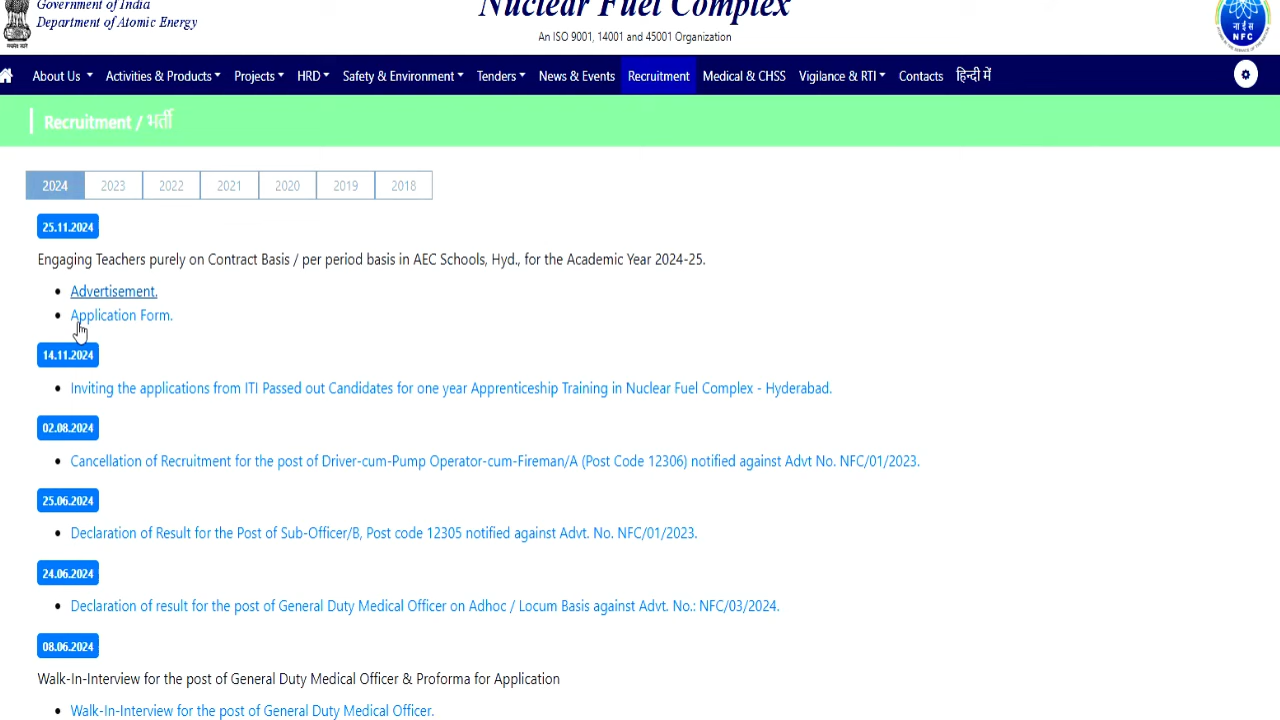 Government of India
Department of Atomic Energy
Nuclear Fuel Complex
An ISO 9001, 14001 and 45001 Organization
नाईस
NFC
About Us Activities & Products Projects HRD Safety & Environment Tenders News & Events Recruitment Medical & CHSS Vigilance & RTI Contacts हिन्दी में
Recruitment / भर्ती
2024 2023 2022 2021 2020 2019 2018
25.11.2024
Engaging Teachers purely on Contract Basis / per period basis in AEC Schools, Hyd., for the Academic Year 2024-25.
Advertisement.
Application Form.
14.11.2024
Inviting the applications from ITI Passed out Candidates for one year Apprenticeship Training in Nuclear Fuel Complex - Hyderabad.
02.08.2024
Cancellation of Recruitment for the post of Driver-cum-Pump Operator-cum-Fireman/A (Post Code 12306) notified against Advt No. NFC/01/2023.
25.06.2024
Declaration of Result for the Post of Sub-Officer/B, Post code 12305 notified against Advt. No. NFC/01/2023.
24.06.2024
Declaration of result for the post of General Duty Medical Officer on Adhoc / Locum Basis against Advt. No.: NFC/03/2024.
08.06.2024
Walk-In-Interview for the post of General Duty Medical Officer & Proforma for Application
Walk-In-Interview for the post of General Duty Medical Officer.